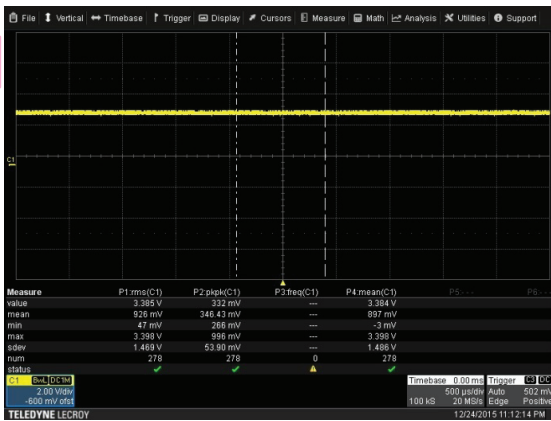 File Vertical Timebase Trigger Display Cursors Measure Math Analysis Utilities Support
C1
Measure P1:rms(C1) P2:pkpk(C1) P3:freq(C1) P4:mean(C1) P5:- - - P6:- - -
value 3.385 V 332 mV --- 3.384 V
mean 926 mV 346.43 mV --- 897 mV
min 47 mV 266 mV --- -3 mV
max 3.398 V 996 mV --- 3.398 V
sdev 1.469 V 53.90 mV --- 1.486 V
num 278 278 0 278
status
C1 BwL DC1M Timebase 0.00 ms Trigger C3 DC
2.00 V/div 500 µs/div Auto 502 mV
-600 mV ofst 100 kS 20 MS/s Edge Positive
TELEDYNE LECROY 12/24/2015 11:12:14 PM